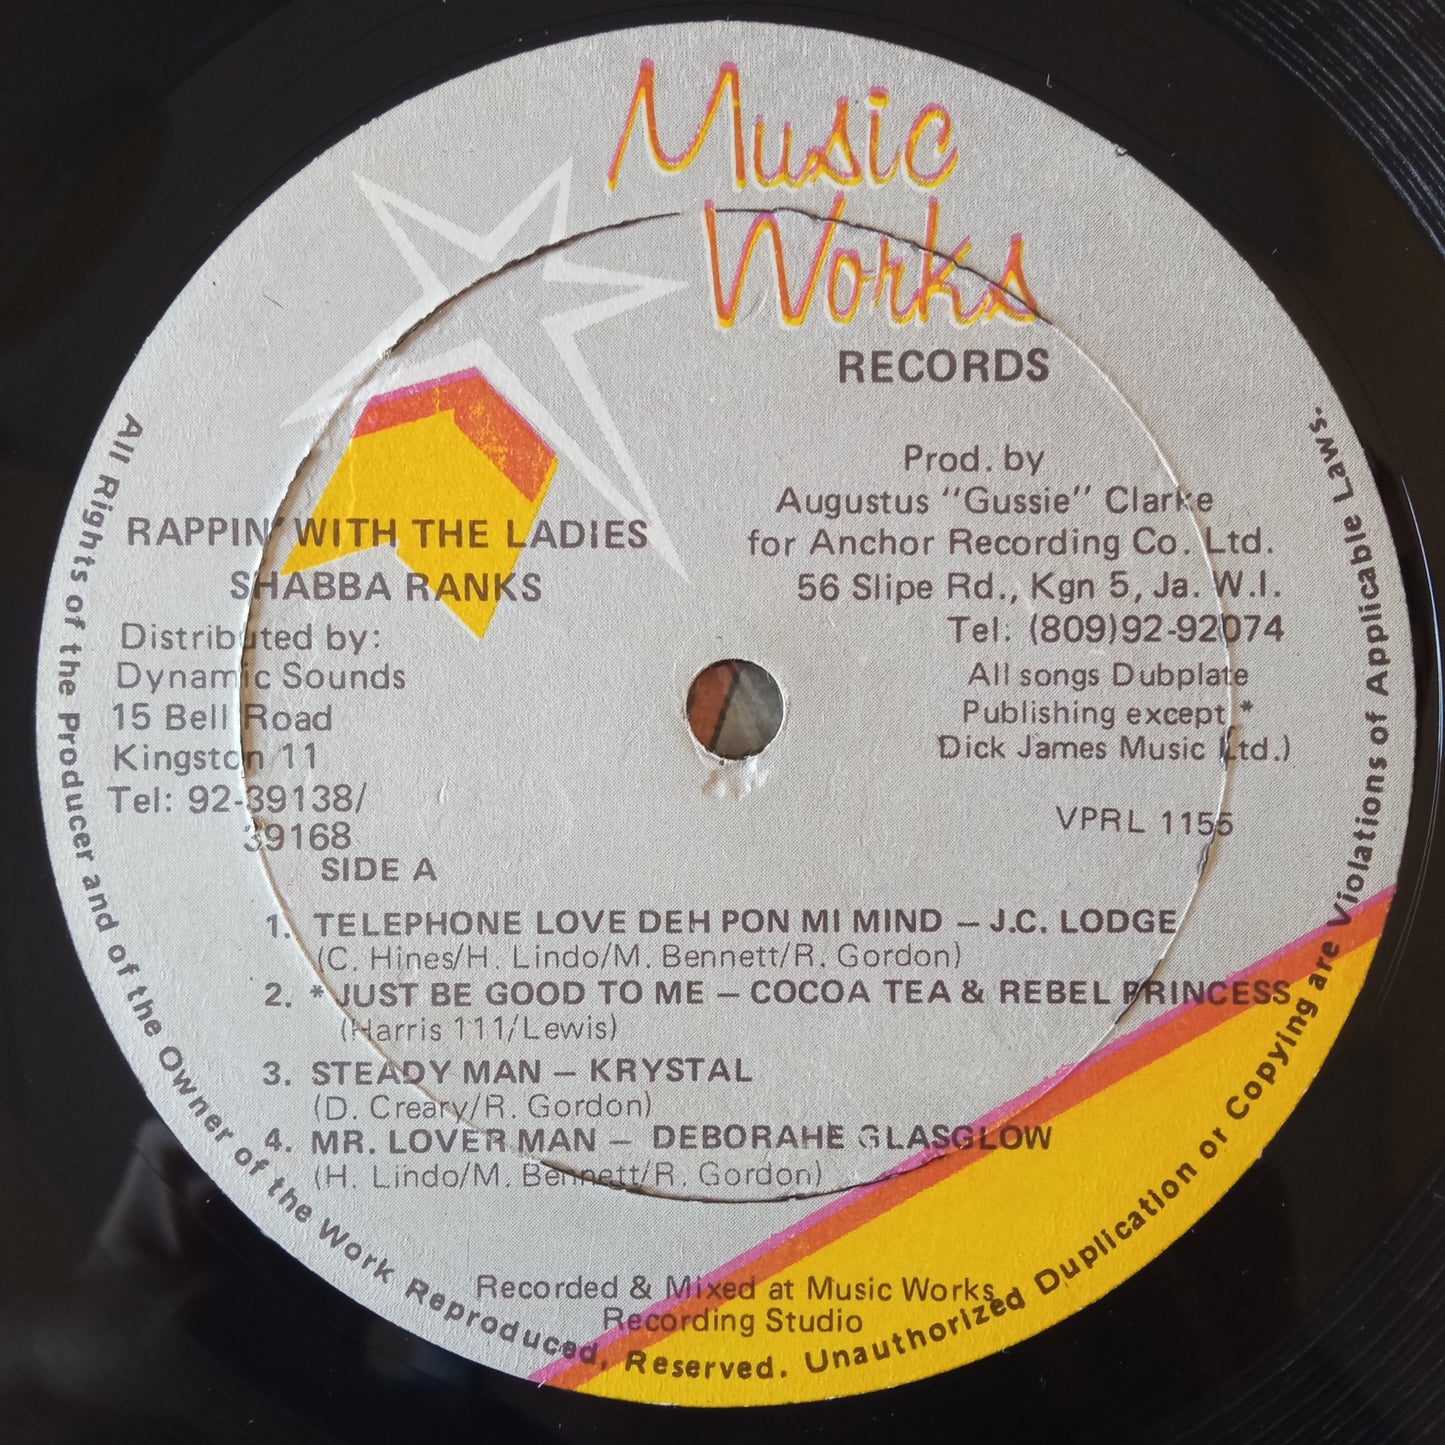 Music
Works
RECORDS
Prod. by
Augustus "Gussie" Clarke
for Anchor Recording Co. Ltd.
56 Slipe Rd., Kgn 5, Ja. W.I.
Tel: (809)92-92074
All songs Dubplate
Publishing except *
Dick James Music Ltd.)
VPRL 1155
RAPPIN' WITH THE LADIES
SHABBA RANKS
Distributed by:
Dynamic Sounds
15 Bell Road
Kingston 11
Tel: 92-39138/
39168
SIDE A
1. TELEPHONE LOVE DEH PON MI MIND – J.C. LODGE
(C. Hines/H. Lindo/M. Bennett/R. Gordon)
2. * JUST BE GOOD TO ME – COCOA TEA & REBEL PRINCESS
(Harris 111/Lewis)
3. STEADY MAN – KRYSTAL
(D. Creary/R. Gordon)
4. MR. LOVER MAN – DEBORAHE GLASGLOW
(H. Lindo/M. Bennett/R. Gordon)
Recorded & Mixed at Music Works
Recording Studio
All Rights of the Producer and of the Owner of the Work Reproduced, Reserved. Unauthorized Duplication or Copying are Violations of Applicable Laws.